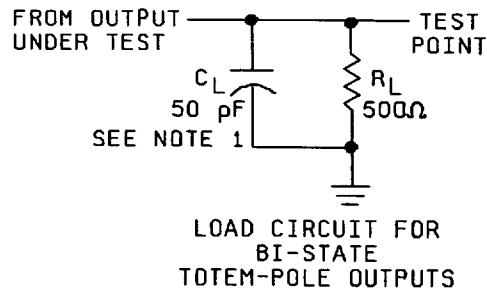 FROM OUTPUT
UNDER TEST
TEST
POINT
CL
50 pF
SEE NOTE 1
RL
500Ω
LOAD CIRCUIT FOR
BI-STATE
TOTEM-POLE OUTPUTS